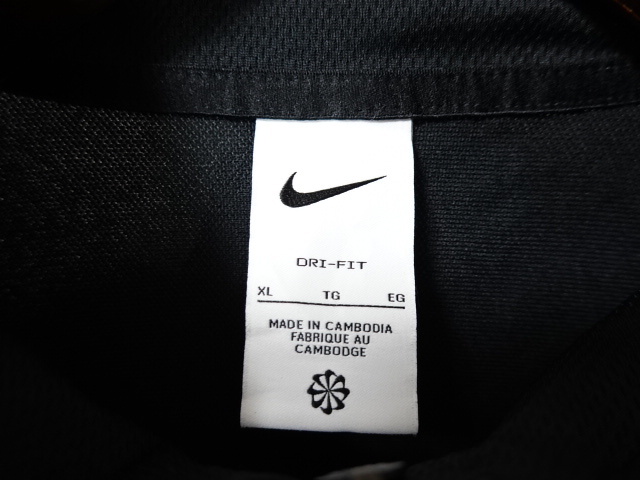 DRI-FIT
XL TG EG
MADE IN CAMBODIA
FABRIQUE AU
CAMBODGE